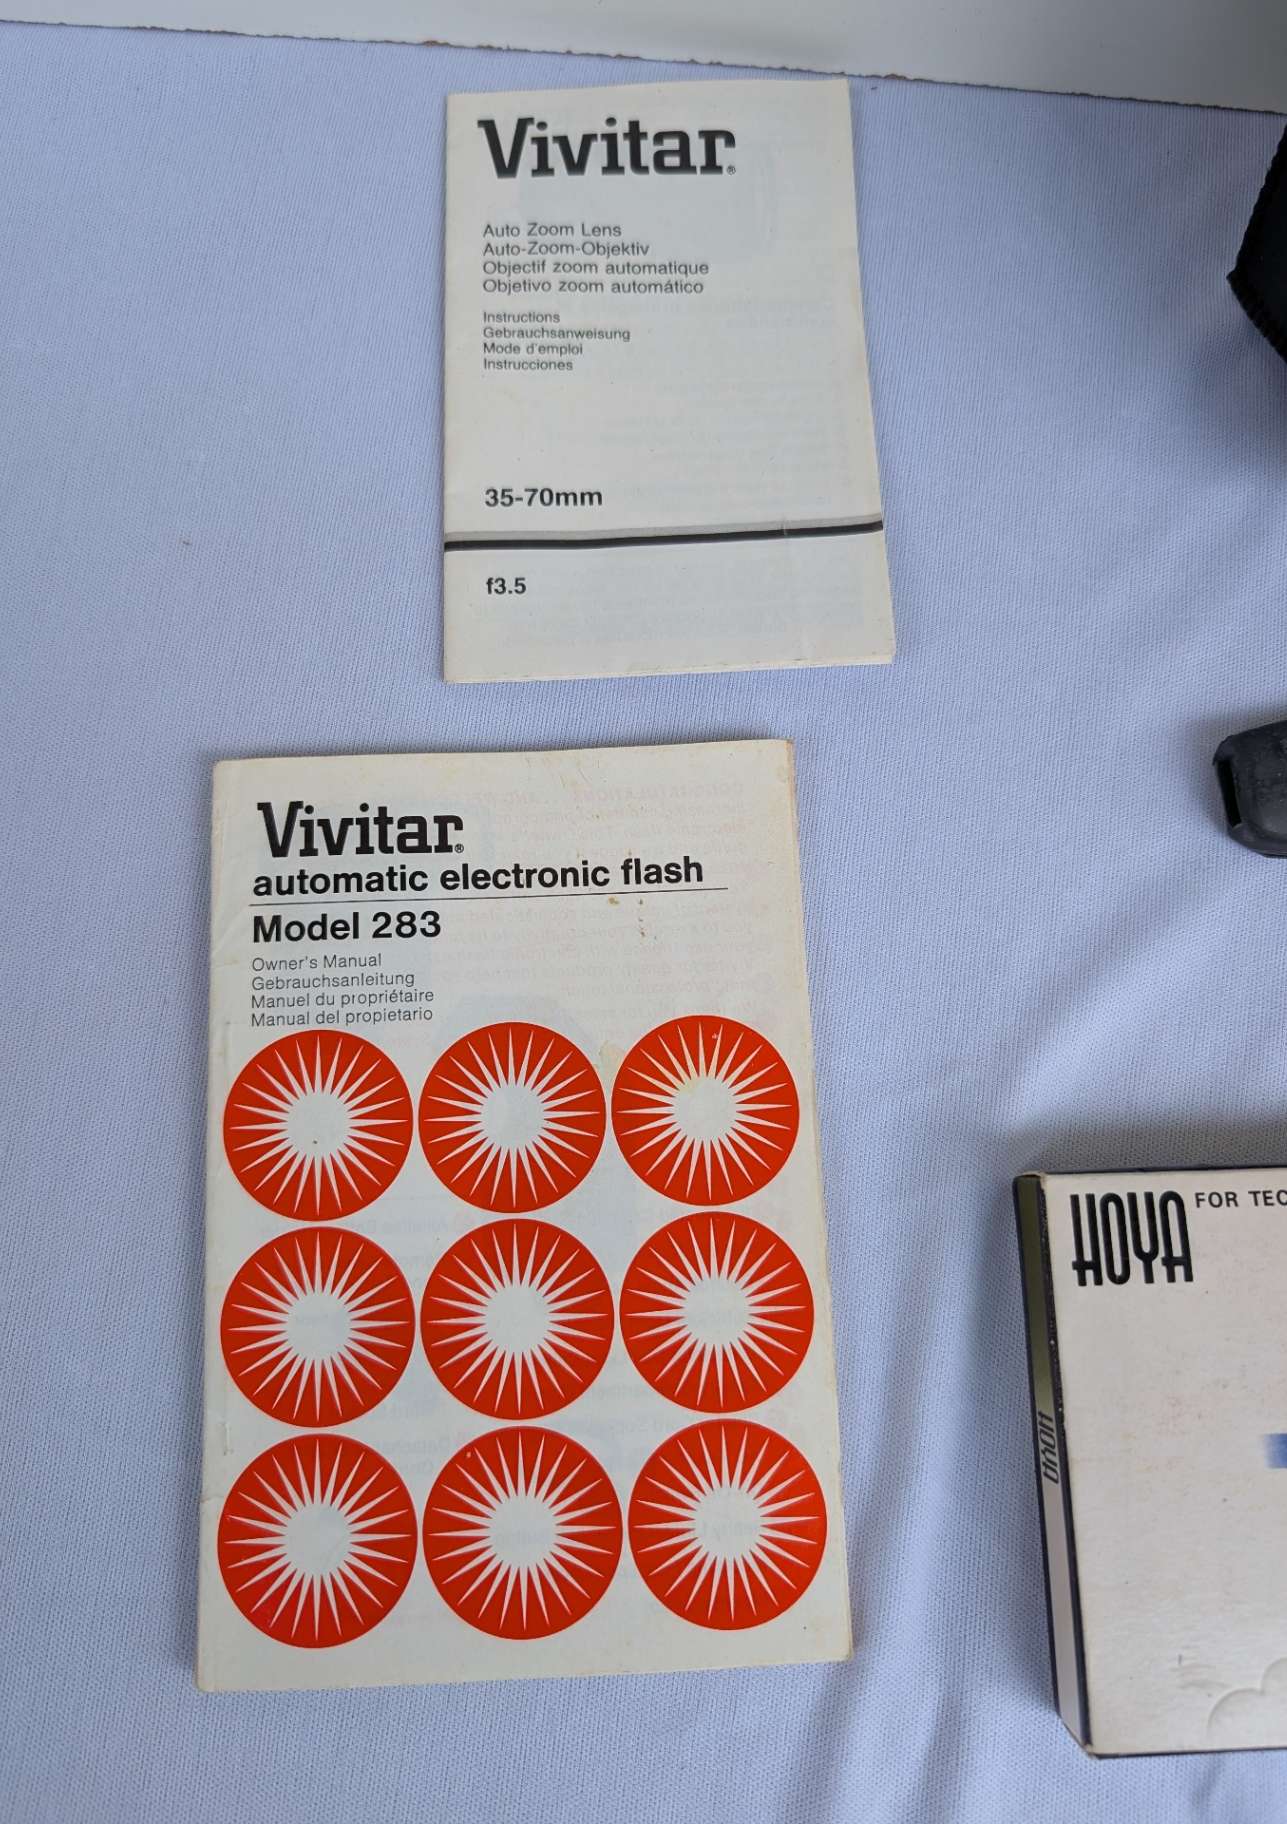 Vivitar®
Auto Zoom Lens
Auto-Zoom-Objektiv
Objectif zoom automatique
Objetivo zoom automático
Instructions
Gebrauchsanweisung
Mode d'emploi
Instrucciones
35-70mm
f3.5
Vivitar®
automatic electronic flash
Model 283
Owner's Manual
Gebrauchsanleitung
Manuel du propriétaire
Manual del propietario
HOYA FOR TEC
HOYA